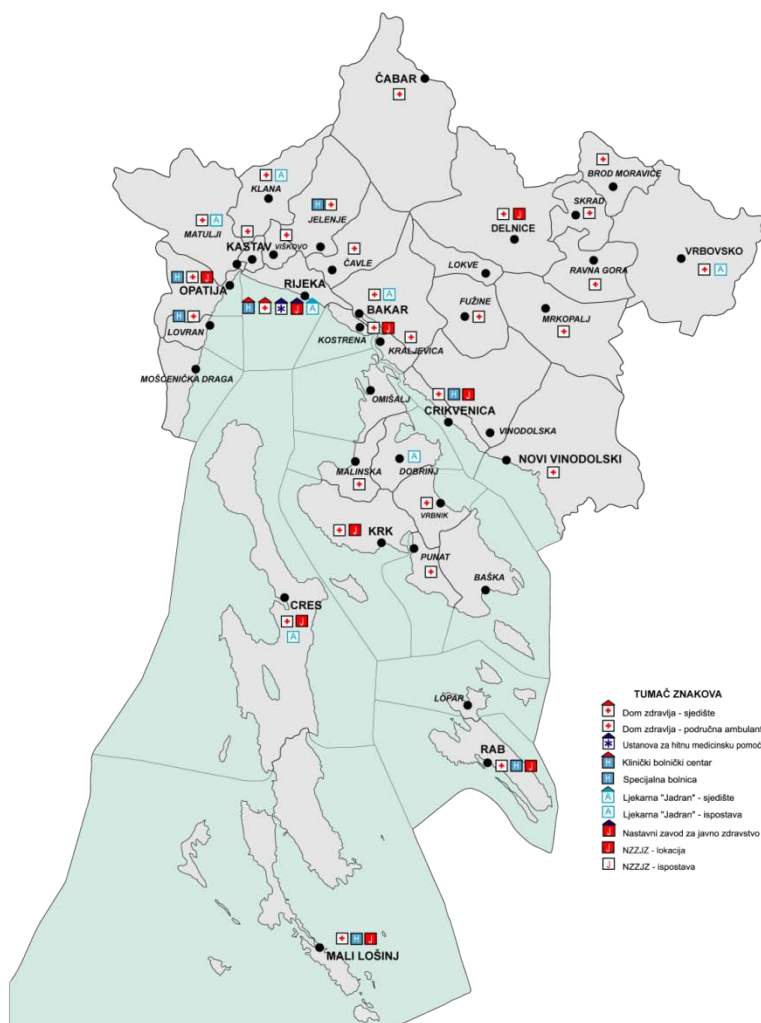 ČABAR
BROD MORAVICE
KLANA
A
SKRAD
H
JELENJE
J
DELNICE
MATULJI
A
KASTAV
VIŠKOVO
VRBOVSKO
A
ČAVLE
LOKVE
RAVNA GORA
H
J
OPATIJA
RIJEKA
A
BAKAR
FUŽINE
H
J
A
LOVRAN
H
KOSTRENA
J
KRALJEVICA
MRKOPALJ
MOŠĆENIČKA DRAGA
OMIŠALJ
H
J
CRIKVENICA
VINODOLSKA
A
MALINSKA
DOBRINJ
NOVI VINODOLSKI
VRBNIK
J
KRK
PUNAT
BAŠKA
CRES
J
A
LOPAR
RAB
H
J
TUMAČ ZNAKOVA
Dom zdravlja - sjedište
Dom zdravlja - područna ambulant
Ustanova za hitnu medicinsku pomoć
H Klinički bolnički centar
H Specijalna bolnica
A Ljekarna "Jadran" - sjedište
A Ljekarna "Jadran" - ispostava
J Nastavni zavod za javno zdravstvo
J NZZJZ - lokacija
J NZZJZ - ispostava
H
J
MALI LOŠINJ